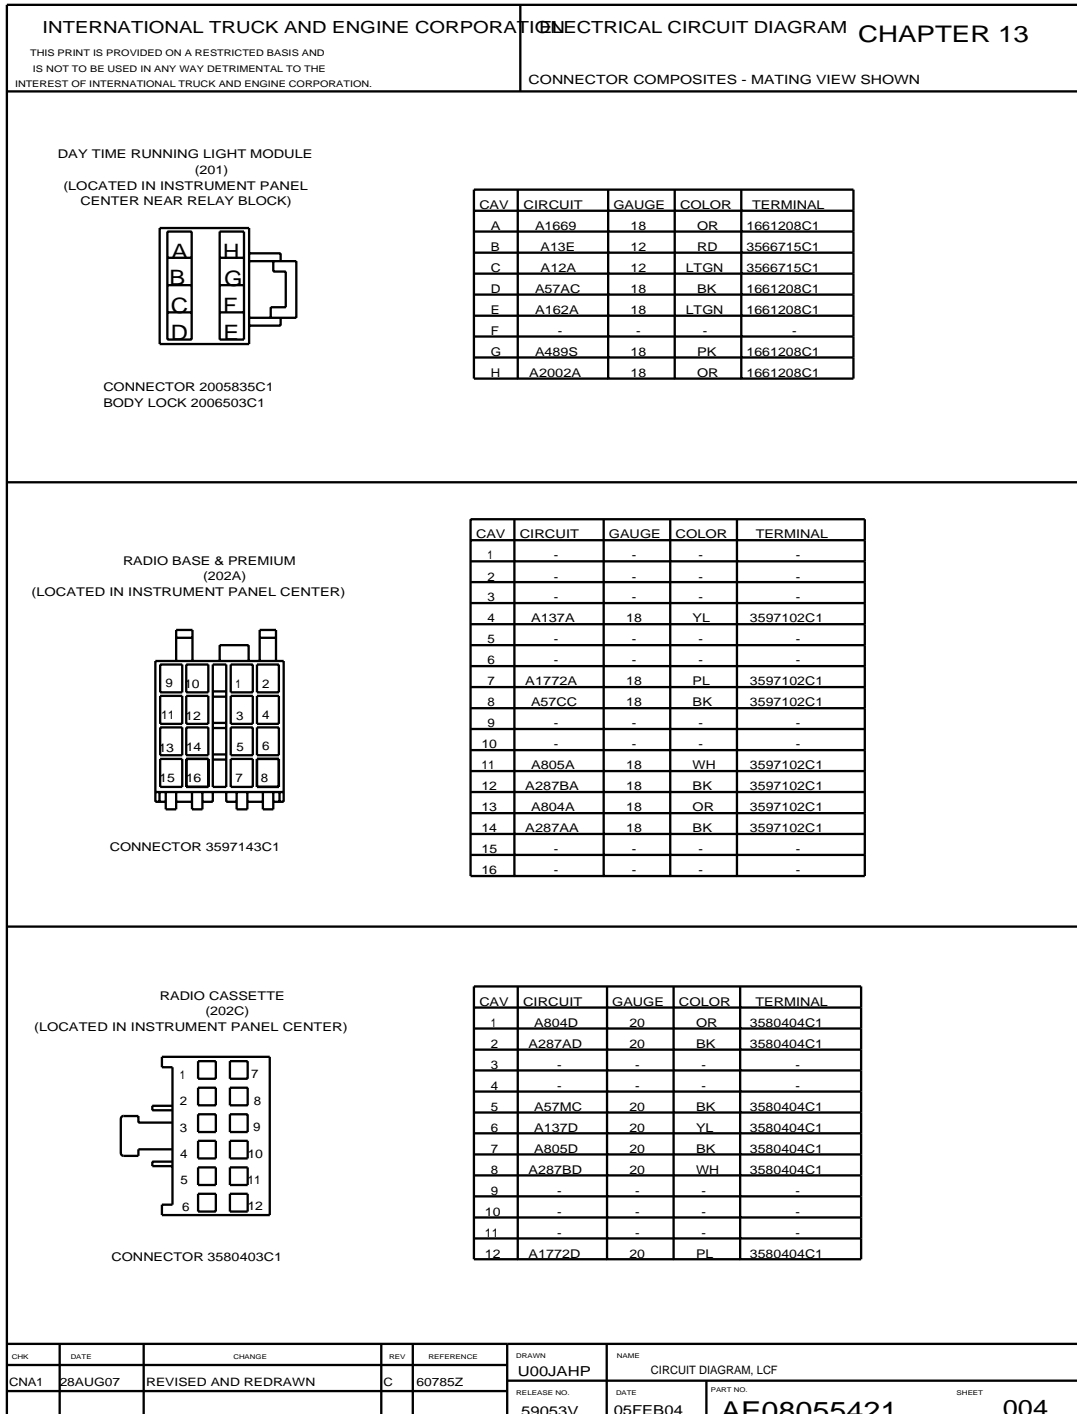 INTERNATIONAL TRUCK AND ENGINE CORPORATION
THIS PRINT IS PROVIDED ON A RESTRICTED BASIS AND
IS NOT TO BE USED IN ANY WAY DETRIMENTAL TO THE
INTEREST OF INTERNATIONAL TRUCK AND ENGINE CORPORATION.
ELECTRICAL CIRCUIT DIAGRAM CHAPTER 13
CONNECTOR COMPOSITES - MATING VIEW SHOWN
DAY TIME RUNNING LIGHT MODULE
(201)
(LOCATED IN INSTRUMENT PANEL
CENTER NEAR RELAY BLOCK)
A H
B G
C F
D E
CONNECTOR 2005835C1
BODY LOCK 2006503C1
CAV CIRCUIT GAUGE COLOR TERMINAL
A A1669 18 OR 1661208C1
B A13E 12 RD 3566715C1
C A12A 12 LTGN 3566715C1
D A57AC 18 BK 1661208C1
E A162A 18 LTGN 1661208C1
F - - - -
G A489S 18 PK 1661208C1
H A2002A 18 OR 1661208C1
RADIO BASE & PREMIUM
(202A)
(LOCATED IN INSTRUMENT PANEL CENTER)
9 10 1 2
11 12 3 4
13 14 5 6
15 16 7 8
CONNECTOR 3597143C1
CAV CIRCUIT GAUGE COLOR TERMINAL
1 - - - -
2 - - - -
3 - - - -
4 A137A 18 YL 3597102C1
5 - - - -
6 - - - -
7 A1772A 18 PL 3597102C1
8 A57CC 18 BK 3597102C1
9 - - - -
10 - - - -
11 A805A 18 WH 3597102C1
12 A287BA 18 BK 3597102C1
13 A804A 18 OR 3597102C1
14 A287AA 18 BK 3597102C1
15 - - - -
16 - - - -
RADIO CASSETTE
(202C)
(LOCATED IN INSTRUMENT PANEL CENTER)
1 7
2 8
3 9
4 10
5 11
6 12
CONNECTOR 3580403C1
CAV CIRCUIT GAUGE COLOR TERMINAL
1 A804D 20 OR 3580404C1
2 A287AD 20 BK 3580404C1
3 - - - -
4 - - - -
5 A57MC 20 BK 3580404C1
6 A137D 20 YL 3580404C1
7 A805D 20 BK 3580404C1
8 A287BD 20 WH 3580404C1
9 - - - -
10 - - - -
11 - - - -
12 A1772D 20 PL 3580404C1
CHK DATE CHANGE REV REFERENCE
CNA1 28AUG07 REVISED AND REDRAWN C 60785Z
DRAWN
U00JAHP
NAME
CIRCUIT DIAGRAM, LCF
RELEASE NO.
59053V
DATE
05FEB04
PART NO.
AE08055421
SHEET
004